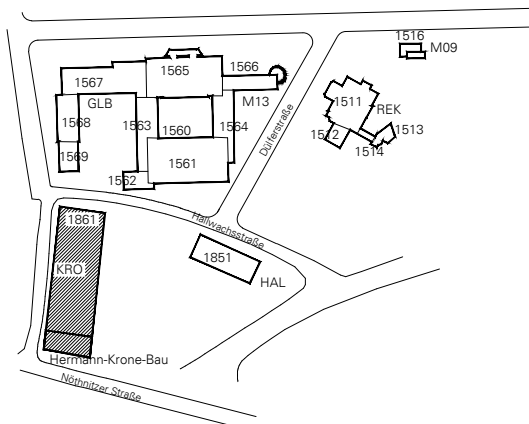 1516
M09
1565
1566
1567
GLB
M13
1568
1563
1560
1564
1569
1561
1562
Dülferstraße
1511
REK
1512
1513
1514
Hallwachsstraße
1861
KRO
1851
HAL
Hermann-Krone-Bau
Nöthnitzer Straße